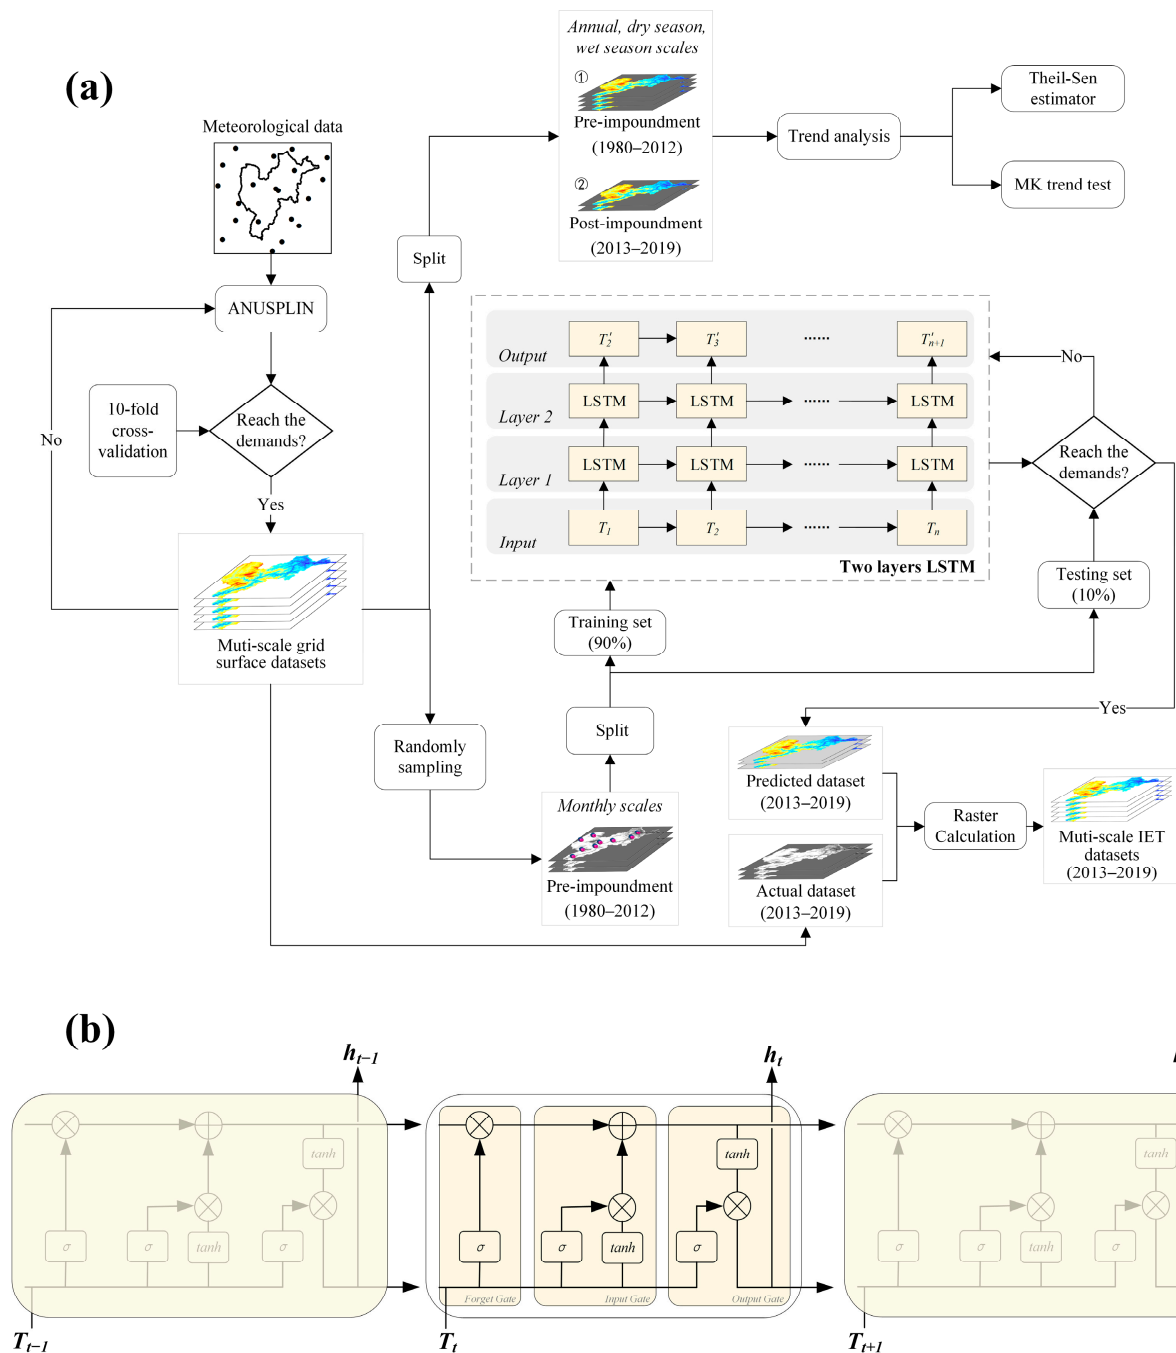 (a)
Meteorological data
ANUSPLIN
10-fold
cross-
validation
Reach the
demands?
No
Yes
Muti-scale grid
surface datasets
Split
Annual, dry season,
wet season scales
①
Pre-impoundment
(1980–2012)
②
Post-impoundment
(2013–2019)
Trend analysis
Theil-Sen
estimator
MK trend test
Output
T′2
T′3
······
T′n+1
Layer 2
LSTM
LSTM
······
LSTM
Layer 1
LSTM
LSTM
······
LSTM
Input
T1
T2
······
Tn
Two layers LSTM
No
Reach the
demands?
Testing set
(10%)
Training set
(90%)
Split
Yes
Randomly
sampling
Monthly scales
Pre-impoundment
(1980–2012)
Predicted dataset
(2013–2019)
Actual dataset
(2013–2019)
Raster
Calculation
Muti-scale IET
datasets
(2013–2019)
(b)
ht−1
ht
h
tanh
σ
σ
tanh
σ
tanh
σ
σ
tanh
σ
Forget Gate
Input Gate
Output Gate
tanh
σ
σ
tanh
σ
Tt−1
Tt
Tt+1